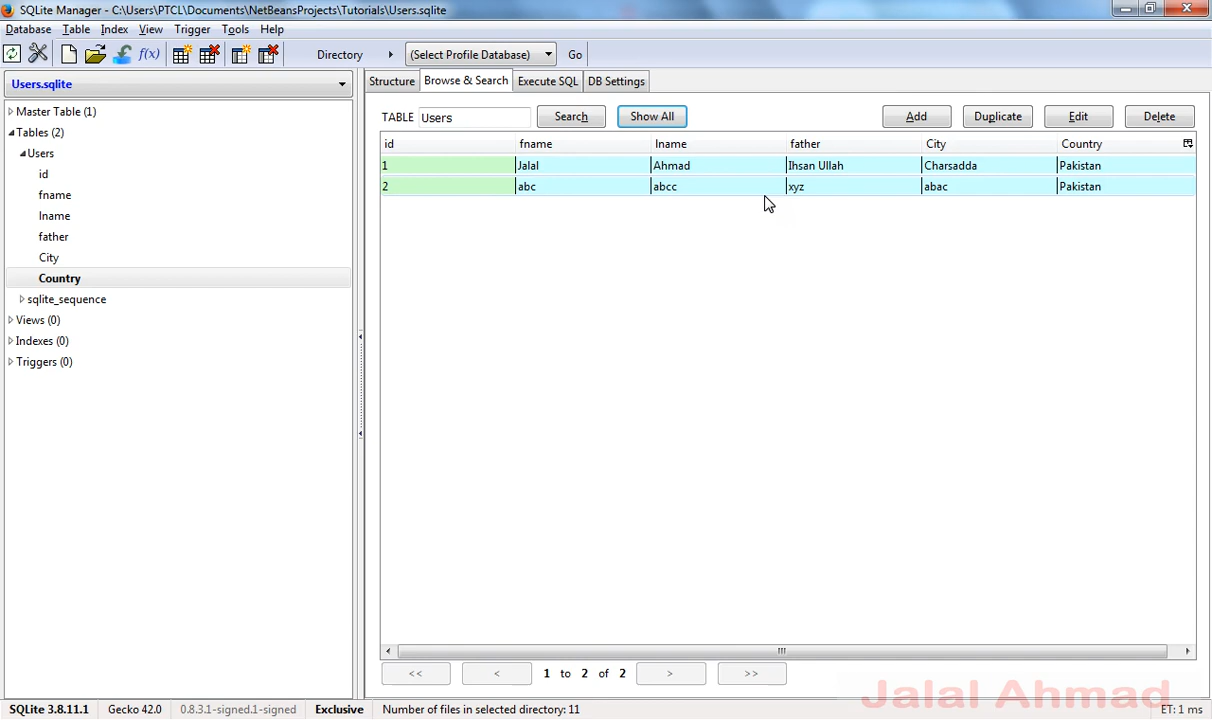 SQLite Manager - C:\Users\PTCL\Documents\NetBeansProjects\Tutorials\Users.sqlite
Database Table Index View Trigger Tools Help
f(x) Directory (Select Profile Database) Go
Users.sqlite
Structure Browse & Search Execute SQL DB Settings
Master Table (1)
Tables (2)
Users
id
fname
lname
father
City
Country
sqlite_sequence
Views (0)
Indexes (0)
Triggers (0)
TABLE Users Search Show All Add Duplicate Edit Delete
id fname lname father City Country
1 Jalal Ahmad Ihsan Ullah Charsadda Pakistan
2 abc abcc xyz abac Pakistan
<< < 1 to 2 of 2 > >>
Jalal Ahmad
SQLite 3.8.11.1 Gecko 42.0 0.8.3.1-signed.1-signed Exclusive Number of files in selected directory: 11 ET: 1 ms